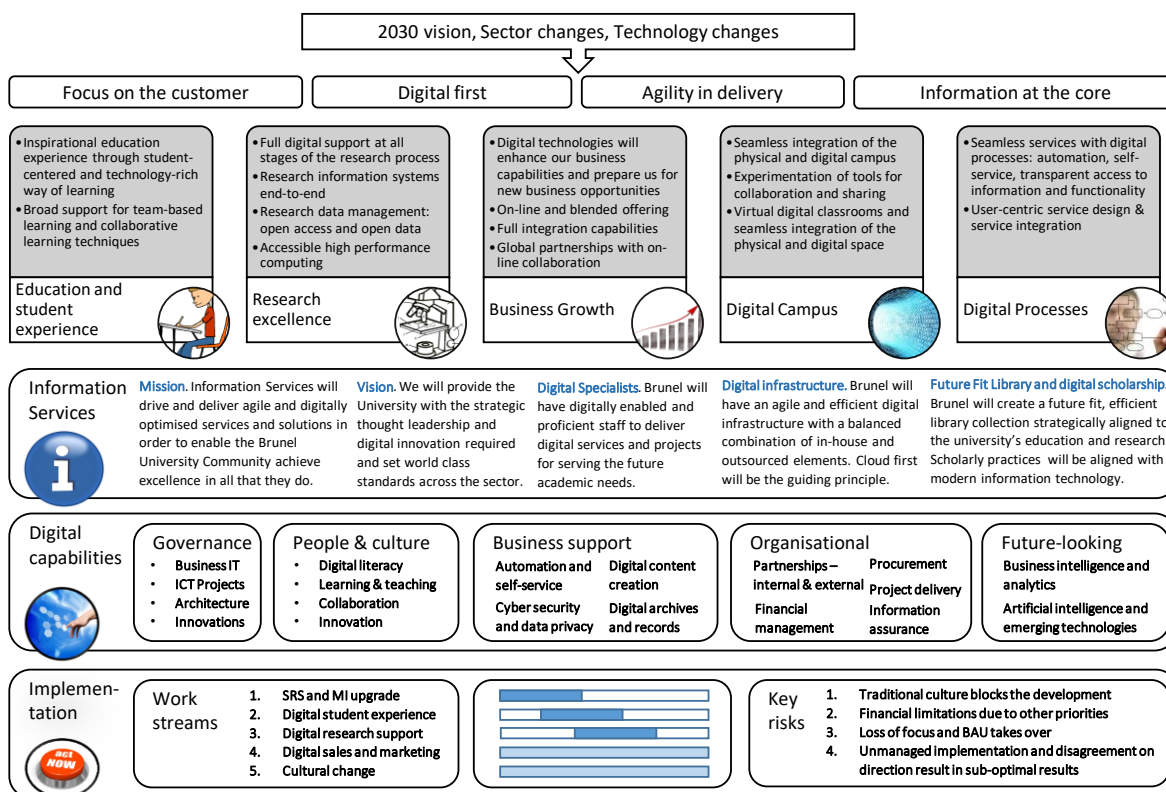 2030 vision, Sector changes, Technology changes
Focus on the customer
Digital first
Agility in delivery
Information at the core
• Inspirational education
experience through student-
centered and technology-rich
way of learning
• Broad support for team-based
learning and collaborative
learning techniques
Education and
student
experience
• Full digital support at all
stages of the research process
• Research information systems
end-to-end
• Research data management:
open access and open data
• Accessible high performance
computing
Research
excellence
• Digital technologies will
enhance our business
capabilities and prepare us for
new business opportunities
• On-line and blended offering
• Full integration capabilities
• Global partnerships with on-
line collaboration
Business Growth
• Seamless integration of the
physical and digital campus
• Experimentation of tools for
collaboration and sharing
• Virtual digital classrooms and
seamless integration of the
physical and digital space
Digital Campus
• Seamless services with digital
processes: automation, self-
service, transparent access to
information and functionality
• User-centric service design &
service integration
Digital Processes
Information
Services
i
Mission. Information Services will
drive and deliver agile and digitally
optimised services and solutions in
order to enable the Brunel
University Community achieve
excellence in all that they do.
Vision. We will provide the
University with the strategic
thought leadership and
digital innovation required
and set world class
standards across the sector.
Digital Specialists. Brunel will
have digitally enabled and
proficient staff to deliver
digital services and projects
for serving the future
academic needs.
Digital infrastructure. Brunel will
have an agile and efficient digital
infrastructure with a balanced
combination of in-house and
outsourced elements. Cloud first
will be the guiding principle.
Future Fit Library and digital scholarship.
Brunel will create a future fit, efficient
library collection strategically aligned to
the university's education and research
Scholarly practices will be aligned with
modern information technology.
Digital
capabilities
Governance
• Business IT
• ICT Projects
• Architecture
• Innovations
People & culture
• Digital literacy
• Learning & teaching
• Collaboration
• Innovation
Business support
Automation and
self-service
Cyber security
and data privacy
Digital content
creation
Digital archives
and records
Organisational
Partnerships –
internal & external
Financial
management
Procurement
Project delivery
Information
assurance
Future-looking
Business intelligence and
analytics
Artificial intelligence and
emerging technologies
Implemen-
tation
act
NOW
Work
streams
1. SRS and MI upgrade
2. Digital student experience
3. Digital research support
4. Digital sales and marketing
5. Cultural change
Key
risks
1. Traditional culture blocks the development
2. Financial limitations due to other priorities
3. Loss of focus and BAU takes over
4. Unmanaged implementation and disagreement on
direction result in sub-optimal results